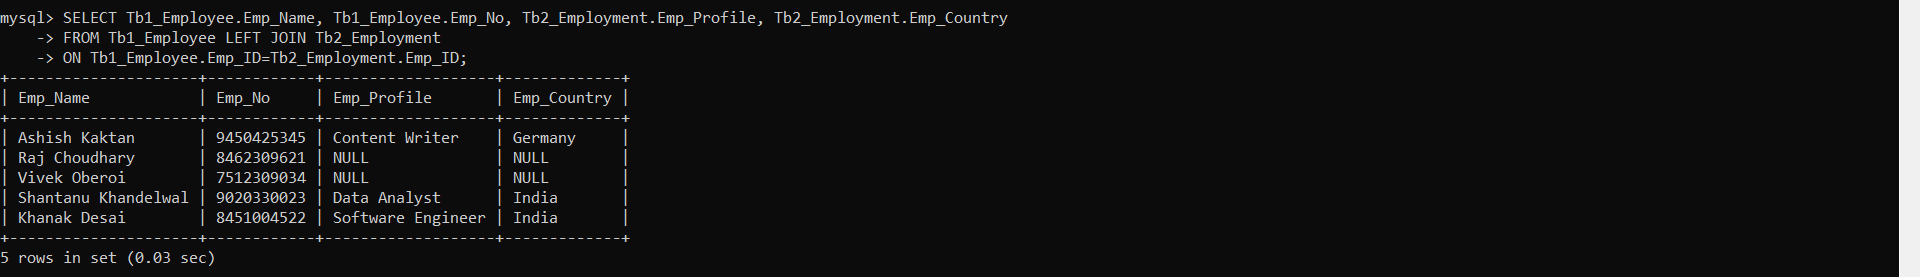 mysql> SELECT Tb1_Employee.Emp_Name, Tb1_Employee.Emp_No, Tb2_Employment.Emp_Profile, Tb2_Employment.Emp_Country
    -> FROM Tb1_Employee LEFT JOIN Tb2_Employment
    -> ON Tb1_Employee.Emp_ID=Tb2_Employment.Emp_ID;
+---------------------+------------+-------------------+-------------+
| Emp_Name            | Emp_No     | Emp_Profile       | Emp_Country |
+---------------------+------------+-------------------+-------------+
| Ashish Kaktan       | 9450425345 | Content Writer    | Germany     |
| Raj Choudhary       | 8462309621 | NULL              | NULL        |
| Vivek Oberoi        | 7512309034 | NULL              | NULL        |
| Shantanu Khandelwal | 9020330023 | Data Analyst      | India       |
| Khanak Desai        | 8451004522 | Software Engineer | India       |
+---------------------+------------+-------------------+-------------+
5 rows in set (0.03 sec)